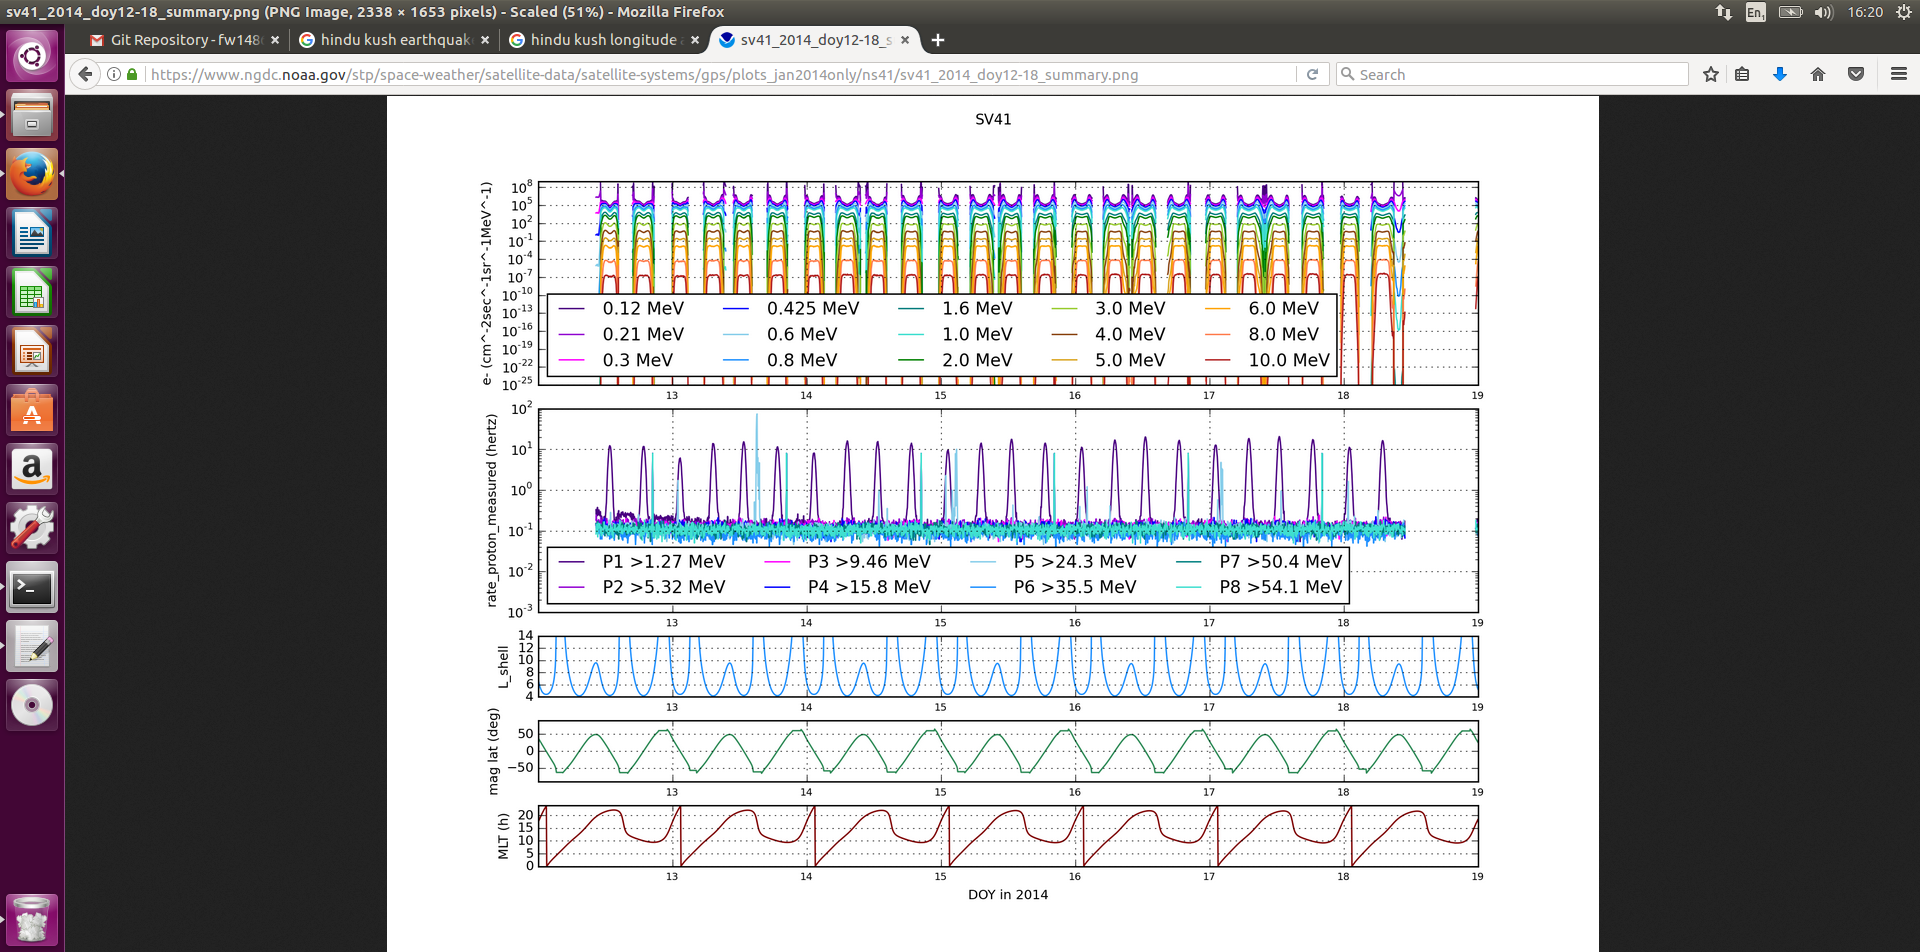 sv41_2014_doy12-18_summary.png (PNG Image, 2338 × 1653 pixels) - Scaled (51%) - Mozilla Firefox
En1
16:20
Git Repository - fw148
hindu kush earthquak
hindu kush longitude
sv41_2014_doy12-18_s
https://www.ngdc.noaa.gov/stp/space-weather/satellite-data/satellite-systems/gps/plots_jan2014only/ns41/sv41_2014_doy12-18_summary.png
Search
SV41
e- (cm^-2sec^-1sr^-1MeV^-1)
10^8
10^5
10^2
10^-1
10^-4
10^-7
10^-10
10^-13
10^-16
10^-19
10^-22
10^-25
0.12 MeV 0.425 MeV 1.6 MeV 3.0 MeV 6.0 MeV
0.21 MeV 0.6 MeV 1.0 MeV 4.0 MeV 8.0 MeV
0.3 MeV 0.8 MeV 2.0 MeV 5.0 MeV 10.0 MeV
13 14 15 16 17 18 19
rate_proton_measured (hertz)
10^2
10^1
10^0
10^-1
10^-2
10^-3
P1 >1.27 MeV P3 >9.46 MeV P5 >24.3 MeV P7 >50.4 MeV
P2 >5.32 MeV P4 >15.8 MeV P6 >35.5 MeV P8 >54.1 MeV
13 14 15 16 17 18 19
L_shell
14
12
10
8
6
4
13 14 15 16 17 18 19
mag lat (deg)
50
0
−50
13 14 15 16 17 18 19
MLT (h)
20
15
10
5
0
13 14 15 16 17 18 19
DOY in 2014